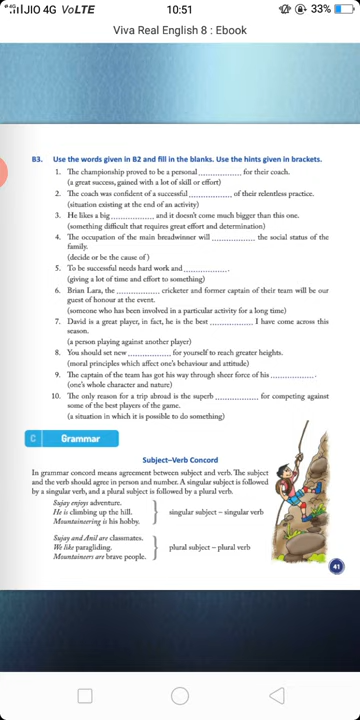 JIO 4G VoLTE 10:51 33%
Viva Real English 8 : Ebook
B3. Use the words given in B2 and fill in the blanks. Use the hints given in brackets.
1. The championship proved to be a personal .................. for their coach.
(a great success, gained with a lot of skill or effort)
2. The coach was confident of a successful .................. of their relentless practice.
(situation existing at the end of an activity)
3. He likes a big .................. and it doesn't come much bigger than this one.
(something difficult that requires great effort and determination)
4. The occupation of the main breadwinner will .................. the social status of the
family.
(decide or be the cause of )
5. To be successful needs hard work and .................. .
(giving a lot of time and effort to something)
6. Brian Lara, the .................. cricketer and former captain of their team will be our
guest of honour at the event.
(someone who has been involved in a particular activity for a long time)
7. David is a great player, in fact, he is the best .................. I have come across this
season.
(a person playing against another player)
8. You should set new .................. for yourself to reach greater heights.
(moral principles which affect one's behaviour and attitude)
9. The captain of the team has got his way through sheer force of his .................. .
(one's whole character and nature)
10. The only reason for a trip abroad is the superb .................. for competing against
some of the best players of the game.
(a situation in which it is possible to do something)
C Grammar
Subject–Verb Concord
In grammar concord means agreement between subject and verb. The subject
and the verb should agree in person and number. A singular subject is followed
by a singular verb, and a plural subject is followed by a plural verb.
Sujay enjoys adventure.
He is climbing up the hill.
Mountaineering is his hobby.
singular subject – singular verb
Sujay and Anil are classmates.
We like paragliding.
Mountaineers are brave people.
plural subject – plural verb
41